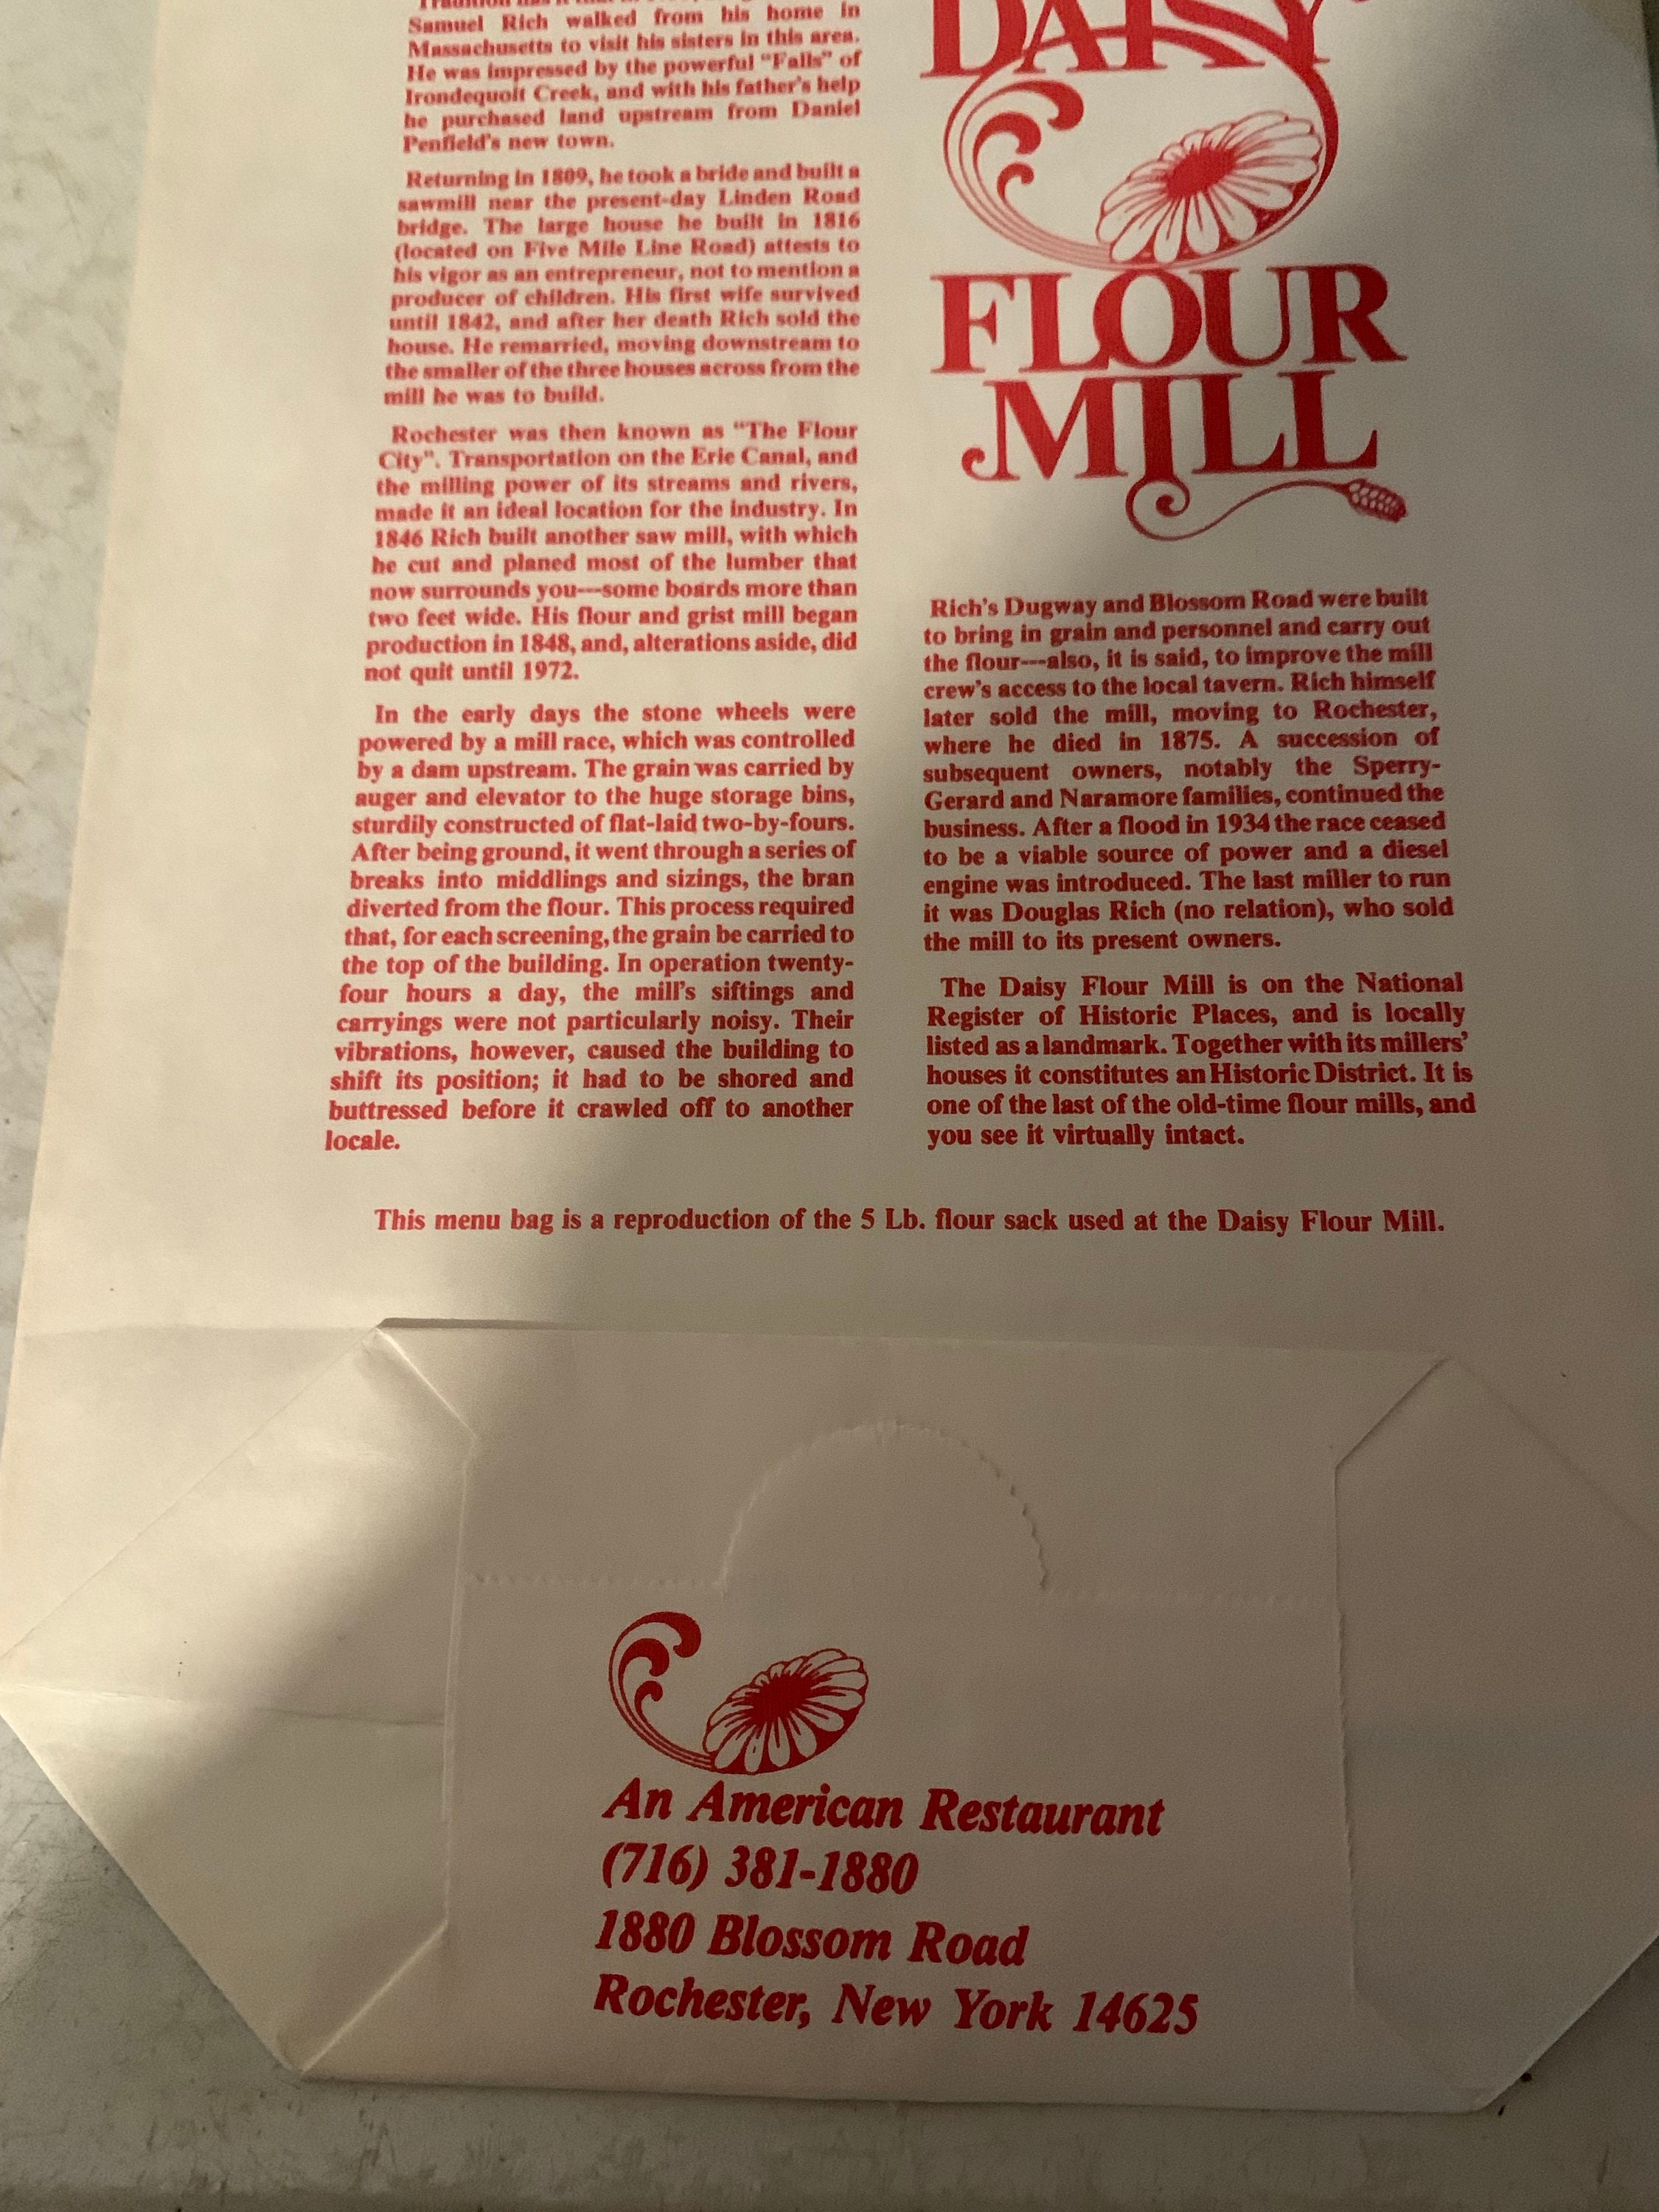 Samuel Rich walked from his home in
Massachusetts to visit his sisters in this area.
He was impressed by the powerful "Falls" of
Irondequoit Creek, and with his father's help
he purchased land upstream from Daniel
Penfield's new town.
Returning in 1809, he took a bride and built a
sawmill near the present-day Linden Road
bridge. The large house he built in 1816
(located on Five Mile Line Road) attests to
his vigor as an entrepreneur, not to mention a
producer of children. His first wife survived
until 1842, and after her death Rich sold the
house. He remarried, moving downstream to
the smaller of the three houses across from the
mill he was to build.
Rochester was then known as "The Flour
City". Transportation on the Erie Canal, and
the milling power of its streams and rivers,
made it an ideal location for the industry. In
1846 Rich built another saw mill, with which
he cut and planed most of the lumber that
now surrounds you---some boards more than
two feet wide. His flour and grist mill began
production in 1848, and, alterations aside, did
not quit until 1972.
In the early days the stone wheels were
powered by a mill race, which was controlled
by a dam upstream. The grain was carried by
auger and elevator to the huge storage bins,
sturdily constructed of flat-laid two-by-fours.
After being ground, it went through a series of
breaks into middlings and sizings, the bran
diverted from the flour. This process required
that, for each screening, the grain be carried to
the top of the building. In operation twenty-
four hours a day, the mill's siftings and
carryings were not particularly noisy. Their
vibrations, however, caused the building to
shift its position; it had to be shored and
buttressed before it crawled off to another
locale.
DAISY
FLOUR
MILL
Rich's Dugway and Blossom Road were built
to bring in grain and personnel and carry out
the flour---also, it is said, to improve the mill
crew's access to the local tavern. Rich himself
later sold the mill, moving to Rochester,
where he died in 1875. A succession of
subsequent owners, notably the Sperry-
Gerard and Naramore families, continued the
business. After a flood in 1934 the race ceased
to be a viable source of power and a diesel
engine was introduced. The last miller to run
it was Douglas Rich (no relation), who sold
the mill to its present owners.
The Daisy Flour Mill is on the National
Register of Historic Places, and is locally
listed as a landmark. Together with its millers'
houses it constitutes an Historic District. It is
one of the last of the old-time flour mills, and
you see it virtually intact.
This menu bag is a reproduction of the 5 Lb. flour sack used at the Daisy Flour Mill.
An American Restaurant
(716) 381-1880
1880 Blossom Road
Rochester, New York 14625